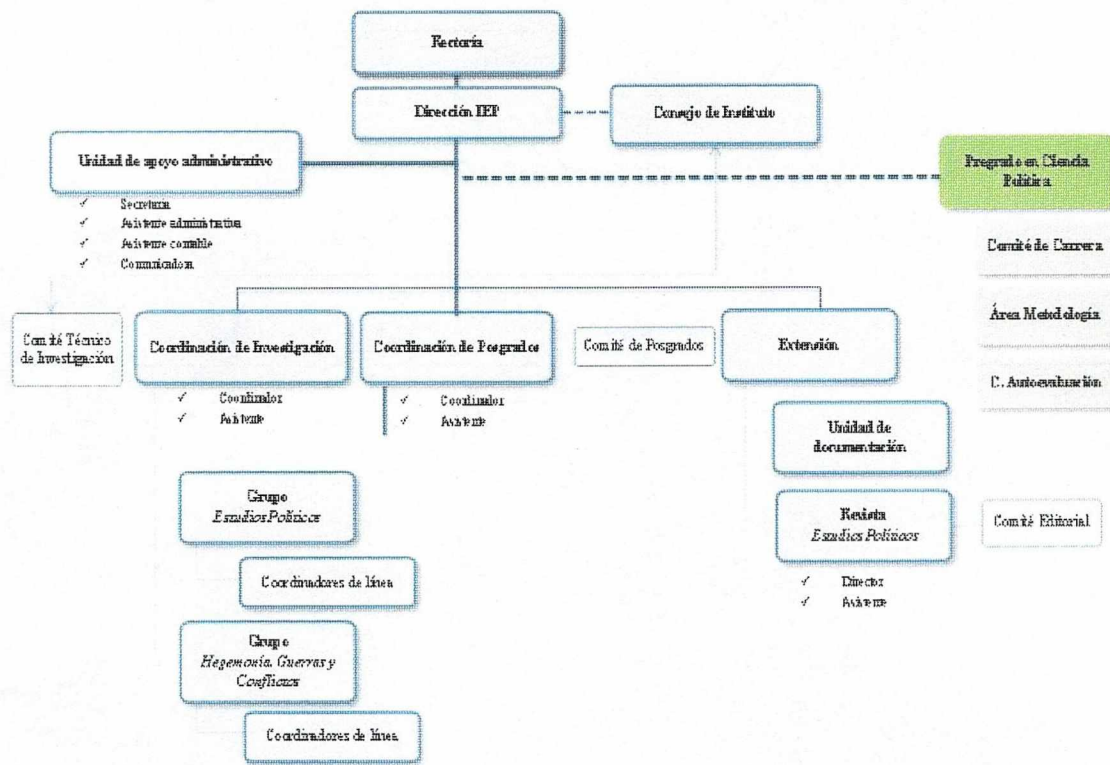 Rectoría
Dirección IEP
Consejo de Instituto
Unidad de apoyo administrativo
✓ Secretaria
✓ Asistente administrativa
✓ Asistente contable
✓ Comunicadora
Pregrado en Ciencia
Política
Comité de Carrera
Área Metodología
C. Autoevaluación
Comité Técnico
de Investigación
Coordinación de Investigación
✓ Coordinador
✓ Asistente
Coordinación de Posgrados
✓ Coordinador
✓ Asistente
Comité de Posgrados
Extensión
Unidad de
documentación
Revista
Estudios Políticos
✓ Director
✓ Asistente
Comité Editorial
Grupo
Estudios Políticos
Coordinadores de línea
Grupo
Hegemonía, Guerras y
Conflictos
Coordinadores de línea